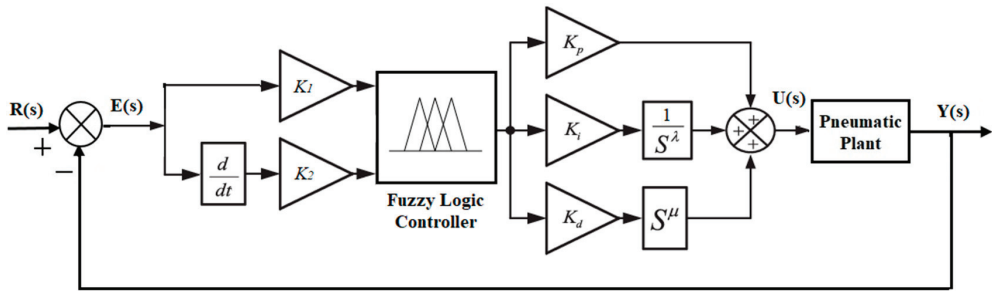 R(s)
+
−
E(s)
d
dt
K1
K2
Fuzzy Logic
Controller
Kp
Ki
Kd
1
S^λ
S^μ
+
+ +
+
U(s)
Pneumatic
Plant
Y(s)